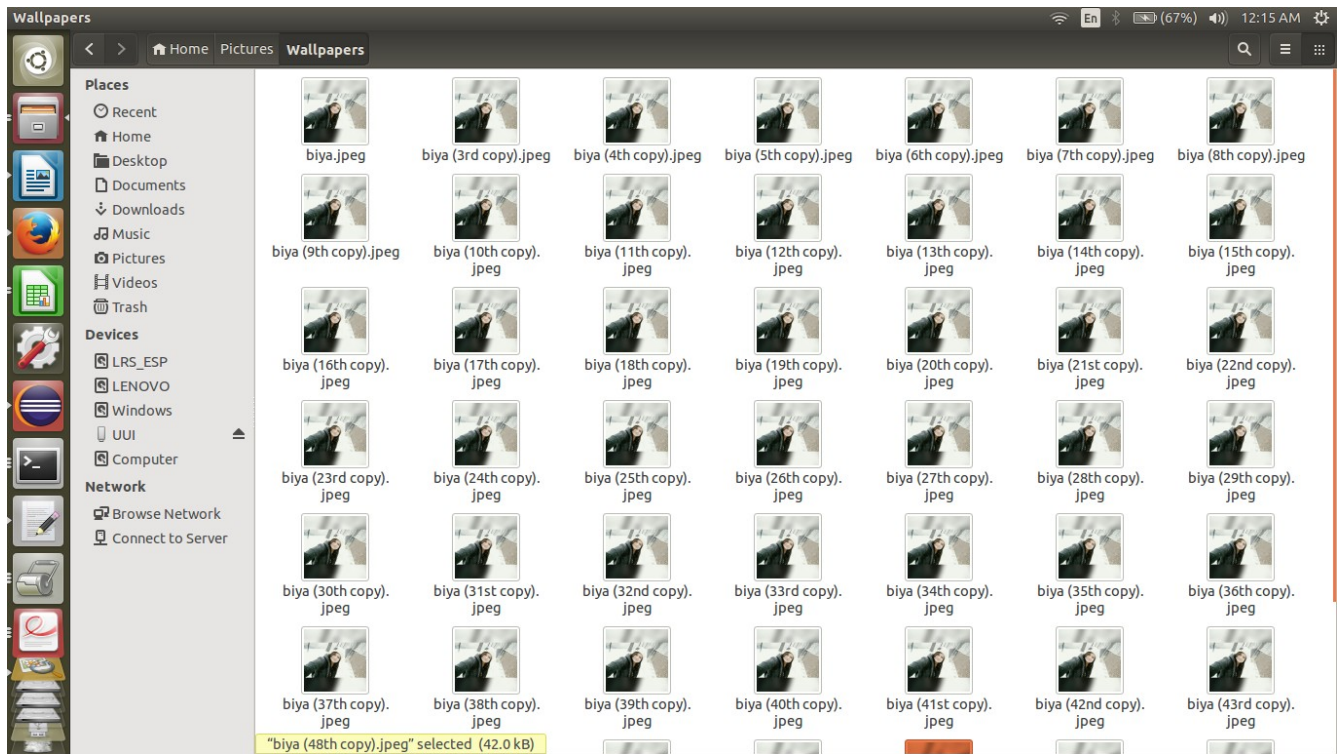 Wallpapers
En
(67%)
12:15 AM
Home Pictures Wallpapers
Places
Recent
Home
Desktop
Documents
Downloads
Music
Pictures
Videos
Trash
Devices
LRS_ESP
LENOVO
Windows
UUI
Computer
Network
Browse Network
Connect to Server
biya.jpeg
biya (3rd copy).jpeg
biya (4th copy).jpeg
biya (5th copy).jpeg
biya (6th copy).jpeg
biya (7th copy).jpeg
biya (8th copy).jpeg
biya (9th copy).jpeg
biya (10th copy).
jpeg
biya (11th copy).
jpeg
biya (12th copy).
jpeg
biya (13th copy).
jpeg
biya (14th copy).
jpeg
biya (15th copy).
jpeg
biya (16th copy).
jpeg
biya (17th copy).
jpeg
biya (18th copy).
jpeg
biya (19th copy).
jpeg
biya (20th copy).
jpeg
biya (21st copy).
jpeg
biya (22nd copy).
jpeg
biya (23rd copy).
jpeg
biya (24th copy).
jpeg
biya (25th copy).
jpeg
biya (26th copy).
jpeg
biya (27th copy).
jpeg
biya (28th copy).
jpeg
biya (29th copy).
jpeg
biya (30th copy).
jpeg
biya (31st copy).
jpeg
biya (32nd copy).
jpeg
biya (33rd copy).
jpeg
biya (34th copy).
jpeg
biya (35th copy).
jpeg
biya (36th copy).
jpeg
biya (37th copy).
jpeg
biya (38th copy).
jpeg
biya (39th copy).
jpeg
biya (40th copy).
jpeg
biya (41st copy).
jpeg
biya (42nd copy).
jpeg
biya (43rd copy).
jpeg
“biya (48th copy).jpeg” selected (42.0 kB)